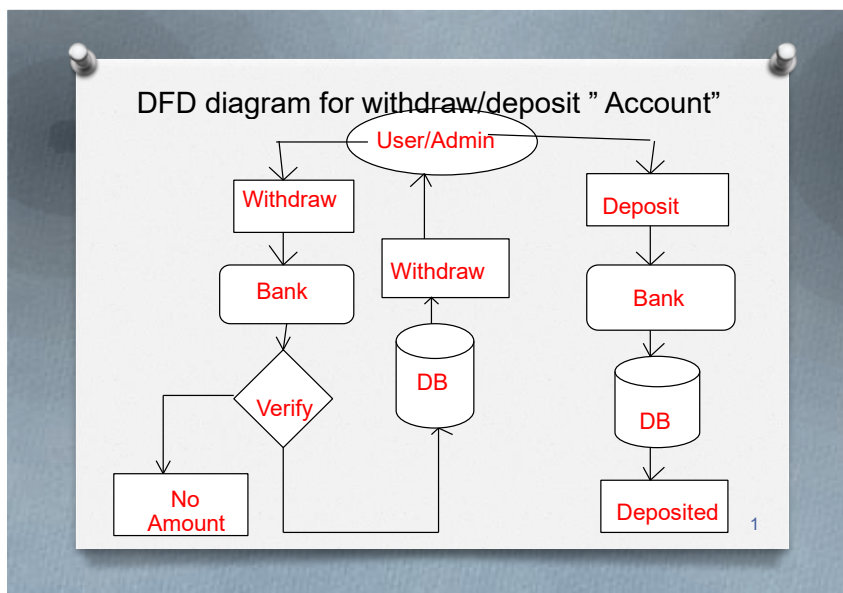 DFD diagram for withdraw/deposit ” Account”
User/Admin
Withdraw
Deposit
Withdraw
Bank
Bank
DB
Verify
DB
No
Amount
Deposited
1